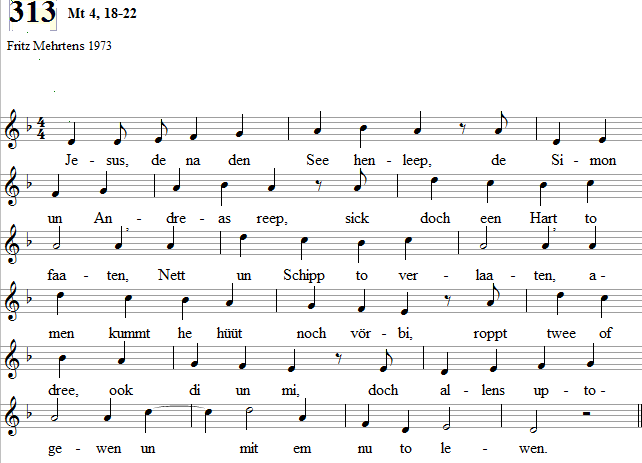 313 Mt 4, 18-22
Fritz Mehrtens 1973
4
4
Je - sus, de na den See hen - leep, de Si - mon
un An - dre - as reep, sick doch een Hart to
faa - ten, Nett un Schipp to ver - laa - ten, a -
men kummt he hüüt noch vör - bi, roppt twee of
dree, ook di un mi, doch al - lens up - to -
ge - wen un mit em nu to le - wen.